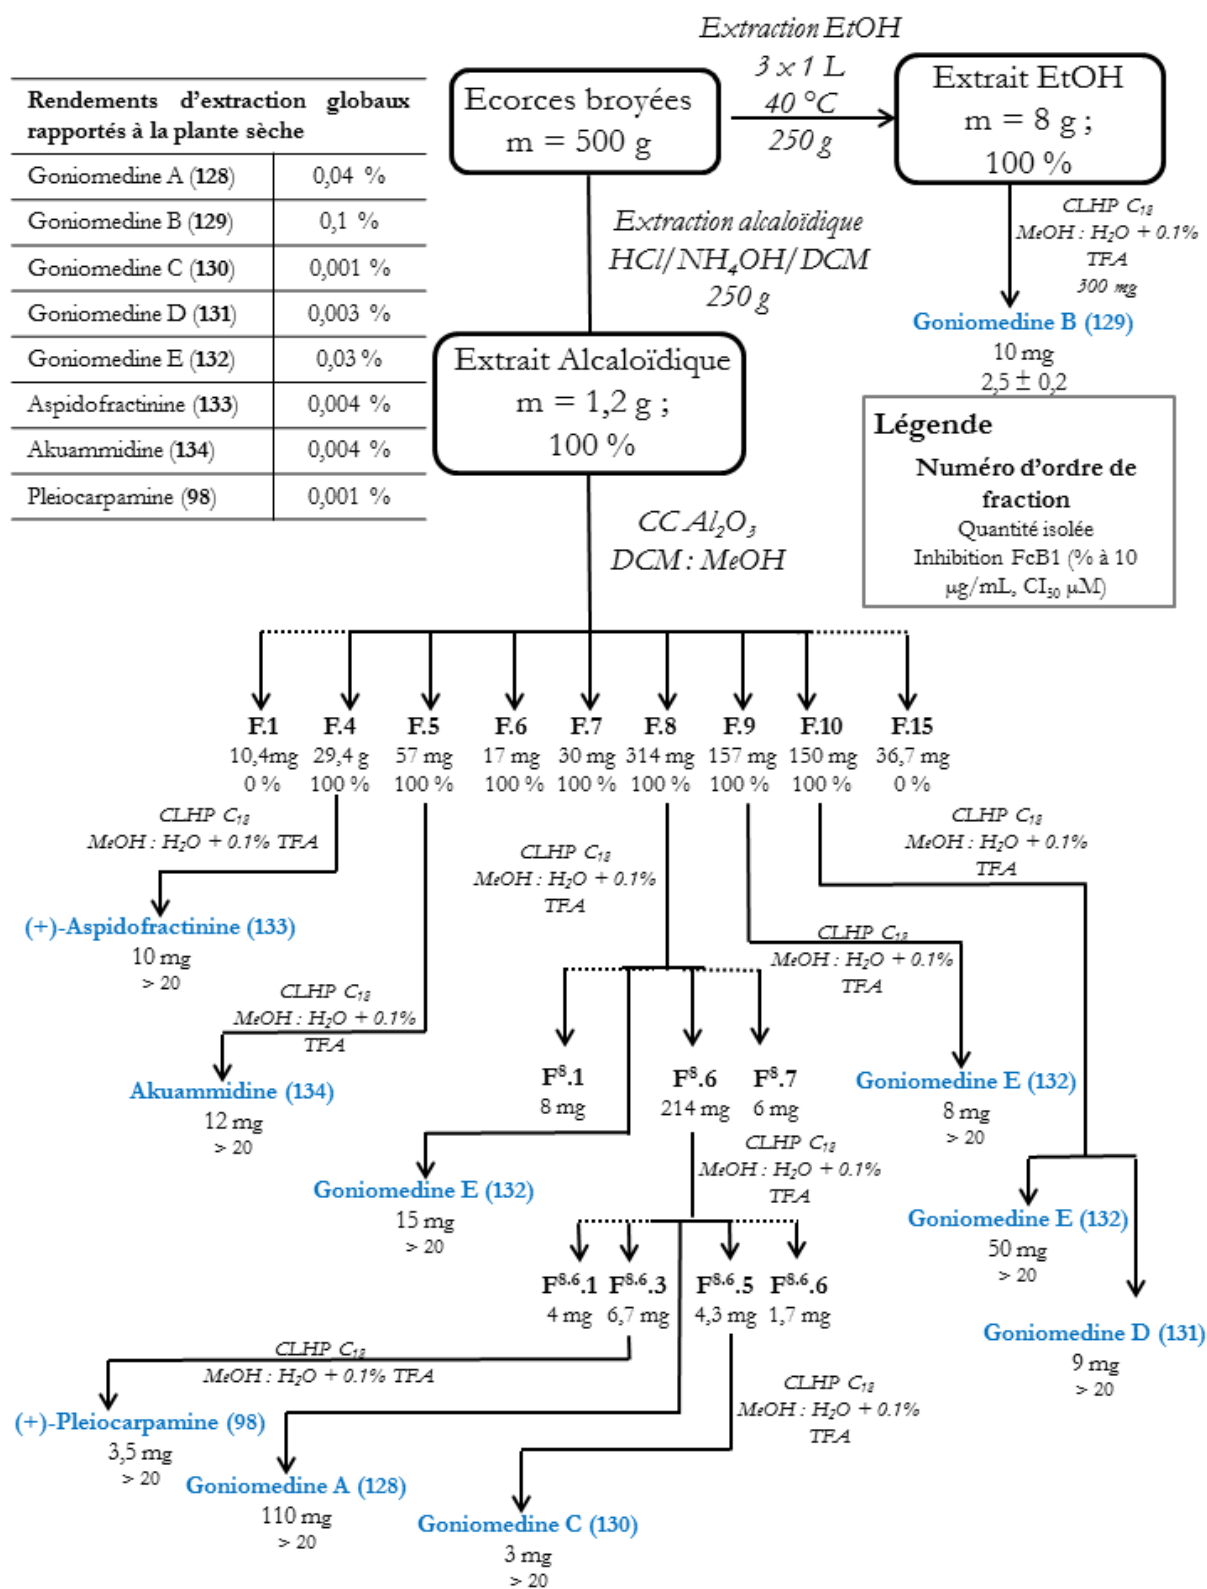 Extraction EtOH
3 x 1 L
40 °C
250 g
Ecorces broyées
m = 500 g
Extrait EtOH
m = 8 g ;
100 %
Rendements d'extraction globaux
rapportés à la plante sèche
Goniomedine A (128) 0,04 %
Goniomedine B (129) 0,1 %
Goniomedine C (130) 0,001 %
Goniomedine D (131) 0,003 %
Goniomedine E (132) 0,03 %
Aspidofractinine (133) 0,004 %
Akuammidine (134) 0,004 %
Pleiocarpamine (98) 0,001 %
Extraction alcaloïdique
HCl/NH₄OH/DCM
250 g
CLHP C₁₈
MeOH : H₂O + 0.1%
TFA
300 mg
Goniomedine B (129)
10 mg
2,5 ± 0,2
Extrait Alcaloïdique
m = 1,2 g ;
100 %
Légende
Numéro d'ordre de
fraction
Quantité isolée
Inhibition FcB1 (% à 10
µg/mL, CI₅₀ µM)
CC Al₂O₃
DCM : MeOH
F.1 F.4 F.5 F.6 F.7 F.8 F.9 F.10 F.15
10,4mg 29,4 g 57 mg 17 mg 30 mg 314 mg 157 mg 150 mg 36,7 mg
0 % 100 % 100 % 100 % 100 % 100 % 100 % 100 % 0 %
CLHP C₁₈
MeOH : H₂O + 0.1% TFA
(+)-Aspidofractinine (133)
10 mg
> 20
CLHP C₁₈
MeOH : H₂O + 0.1%
TFA
Akuammidine (134)
12 mg
> 20
CLHP C₁₈
MeOH : H₂O + 0.1%
TFA
CLHP C₁₈
MeOH : H₂O + 0.1%
TFA
CLHP C₁₈
MeOH : H₂O + 0.1%
TFA
F⁸.1 F⁸.6 F⁸.7
8 mg 214 mg 6 mg
Goniomedine E (132)
8 mg
> 20
Goniomedine E (132)
15 mg
> 20
CLHP C₁₈
MeOH : H₂O + 0.1%
TFA
Goniomedine E (132)
50 mg
> 20
F⁸·⁶.1 F⁸·⁶.3 F⁸·⁶.5 F⁸·⁶.6
4 mg 6,7 mg 4,3 mg 1,7 mg
Goniomedine D (131)
9 mg
> 20
CLHP C₁₈
MeOH : H₂O + 0.1% TFA
CLHP C₁₈
MeOH : H₂O + 0.1%
TFA
(+)-Pleiocarpamine (98)
3,5 mg
> 20
Goniomedine A (128)
110 mg
> 20
Goniomedine C (130)
3 mg
> 20